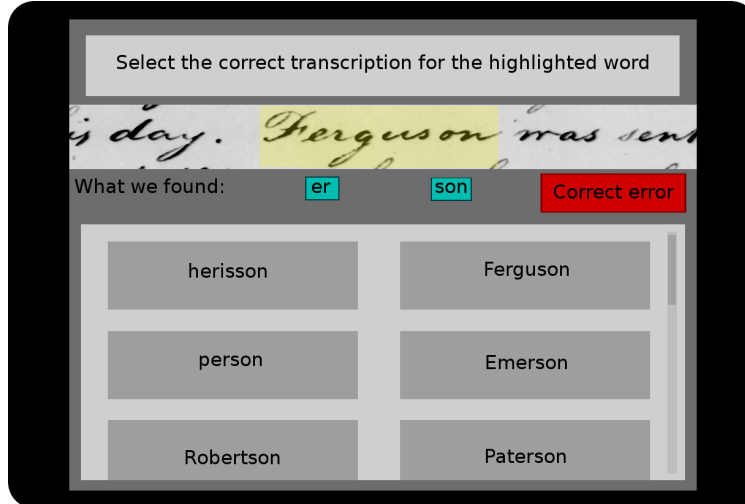 Select the correct transcription for the highlighted word
is day. Ferguson was sent
What we found: er son Correct error
herisson Ferguson
person Emerson
Robertson Paterson